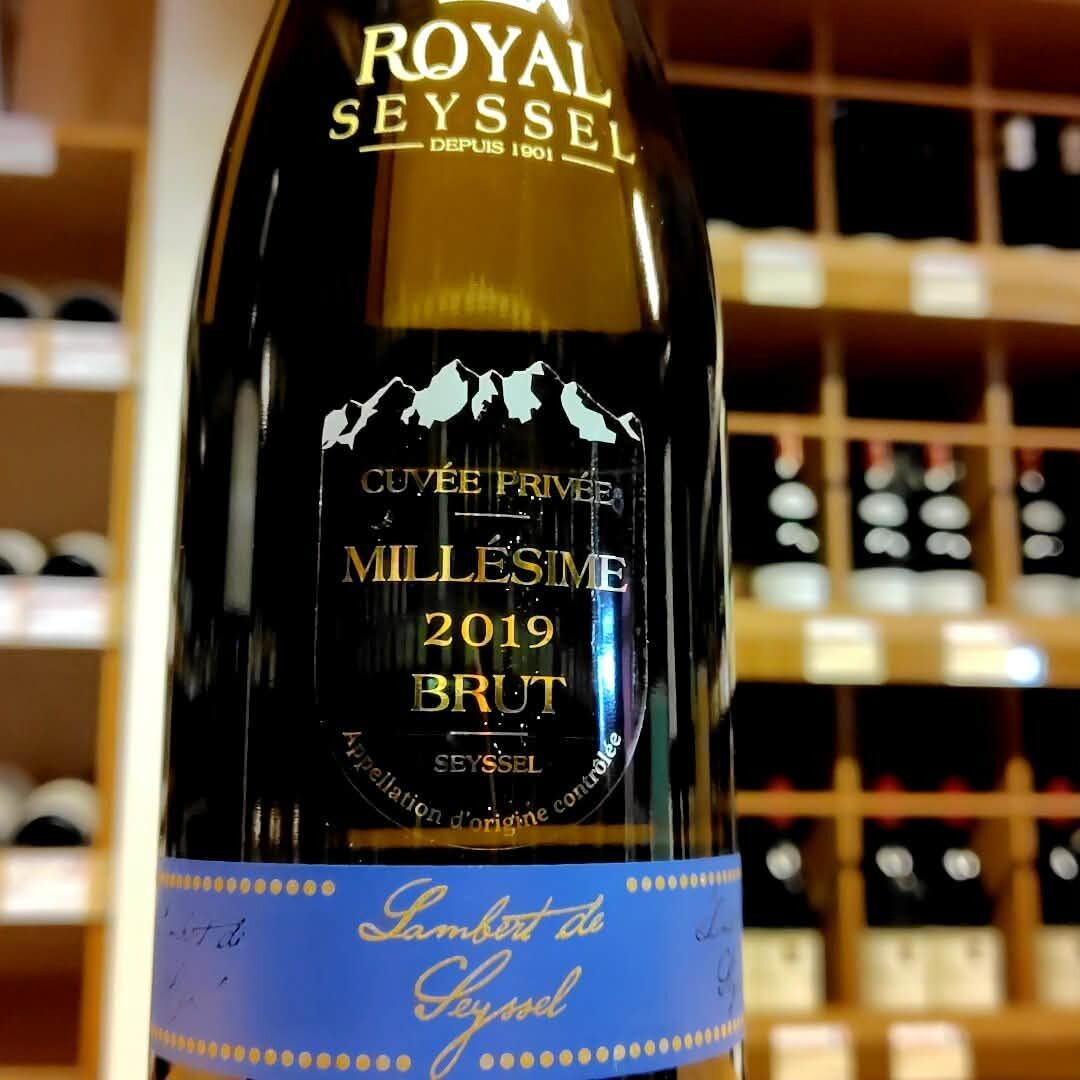 ROYAL
SEYSSEL
DEPUIS 1901
CUVÉE PRIVÉE
MILLÉSIME
2019
BRUT
SEYSSEL
Appellation d'origine contrôlée
Lambert de
Seyssel